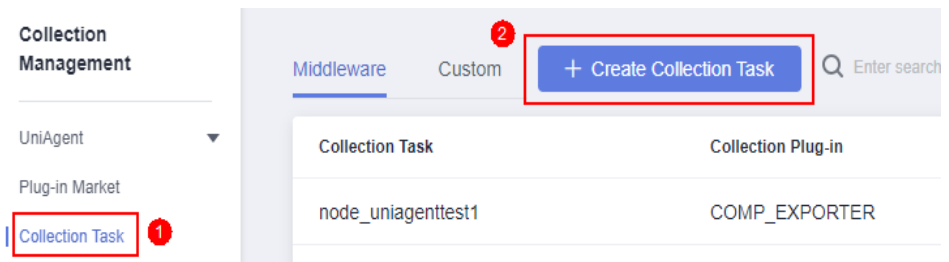 Collection
Management
UniAgent
Plug-in Market
Collection Task
1
2
Middleware Custom + Create Collection Task Enter search
Collection Task Collection Plug-in
node_uniagenttest1 COMP_EXPORTER